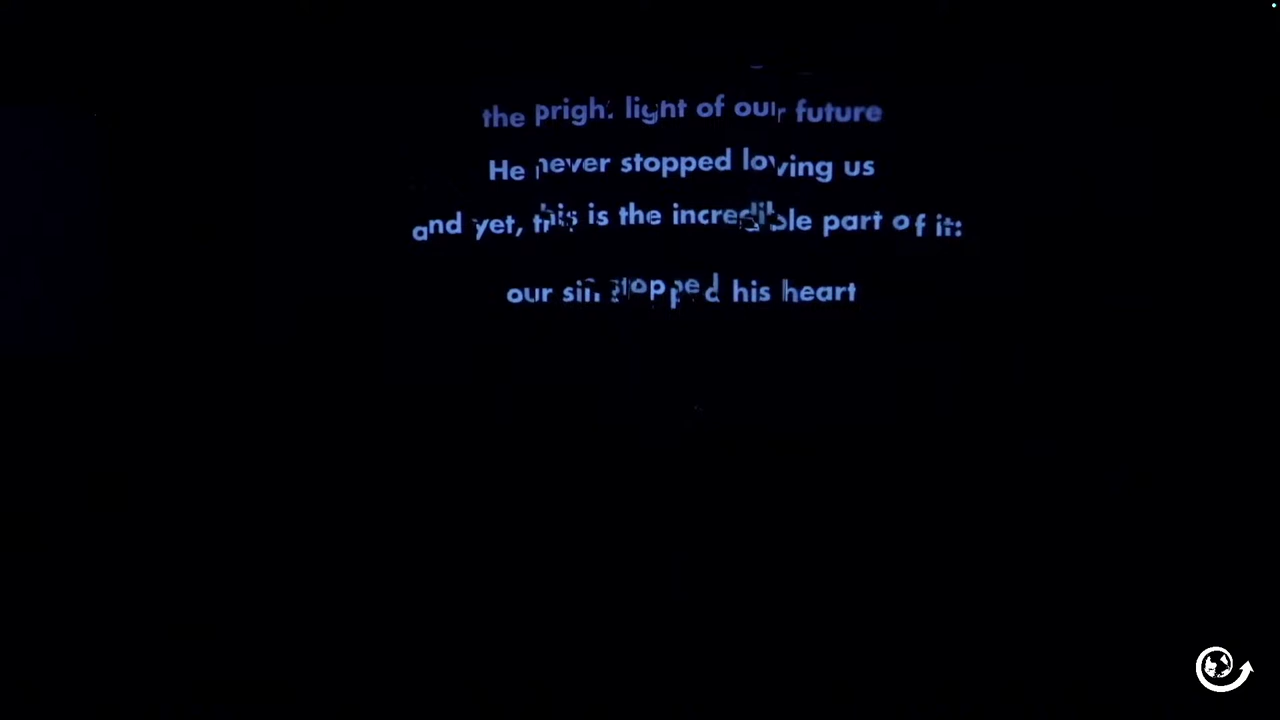 the bright light of our future
He never stopped loving us
and yet, this is the incredible part of it:
our sin stopped his heart